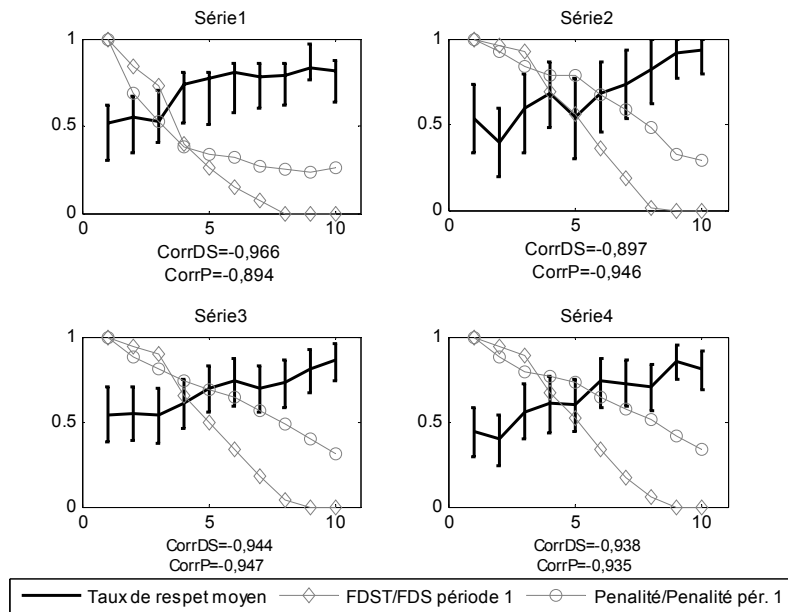 Série1
1
0.5
0
0
5
10
CorrDS=-0,966
CorrP=-0,894
Série2
1
0.5
0
0
5
10
CorrDS=-0,897
CorrP=-0,946
Série3
1
0.5
0
0
5
10
CorrDS=-0,944
CorrP=-0,947
Série4
1
0.5
0
0
5
10
CorrDS=-0,938
CorrP=-0,935
Taux de respet moyen
FDST/FDS période 1
Penalité/Penalité pér. 1